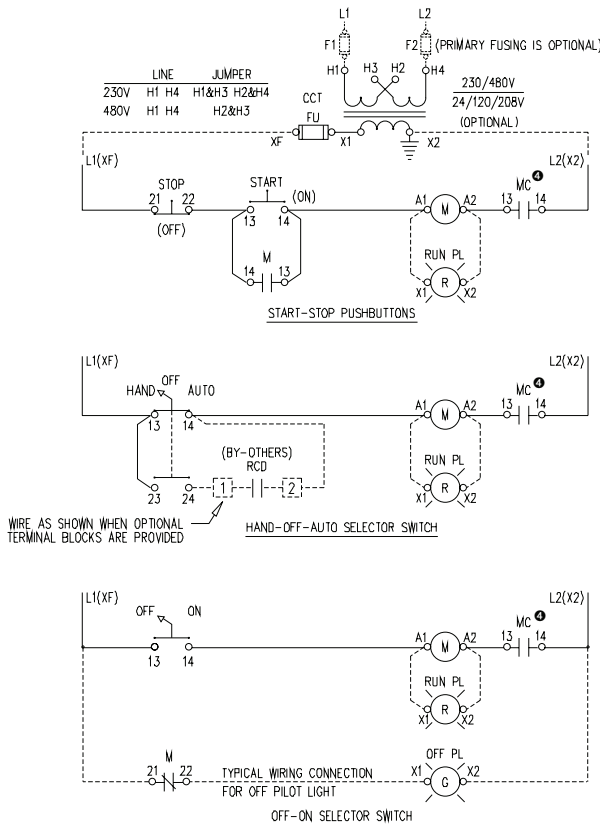 L1 L2
F1 F2 (PRIMARY FUSING IS OPTIONAL)
H1 H3 H2 H4
LINE JUMPER
230V H1 H4 H1&H3 H2&H4
480V H1 H4 H2&H3
230/480V
24/120/208V
(OPTIONAL)
CCT
FU
XF X1 X2
L1(XF) L2(X2)
STOP START MC ❹
21 22 (ON) A1 M A2 13 14
(OFF) 13 14
M RUN PL
14 13 X1 R X2
START-STOP PUSHBUTTONS
L1(XF) L2(X2)
HAND OFF AUTO MC ❹
13 14 A1 M A2 13 14
(BY-OTHERS) RUN PL
RCD
23 24 1 2 X1 R X2
WIRE AS SHOWN WHEN OPTIONAL
TERMINAL BLOCKS ARE PROVIDED
HAND-OFF-AUTO SELECTOR SWITCH
L1(XF) L2(X2)
OFF ON MC ❹
13 14 A1 M A2 13 14
RUN PL
X1 R X2
M OFF PL
21 22 TYPICAL WIRING CONNECTION X1 G X2
FOR OFF PILOT LIGHT
OFF-ON SELECTOR SWITCH